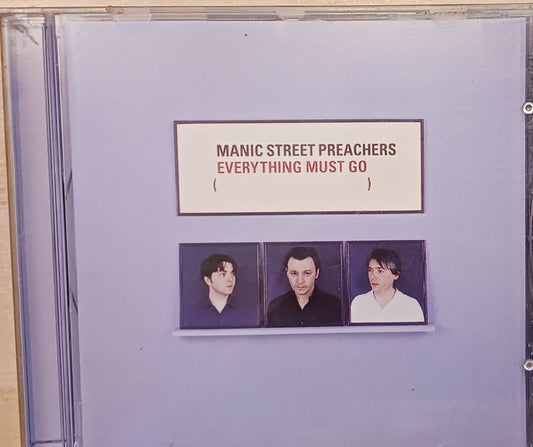 MANIC STREET PREACHERS
EVERYTHING MUST GO
(                    )